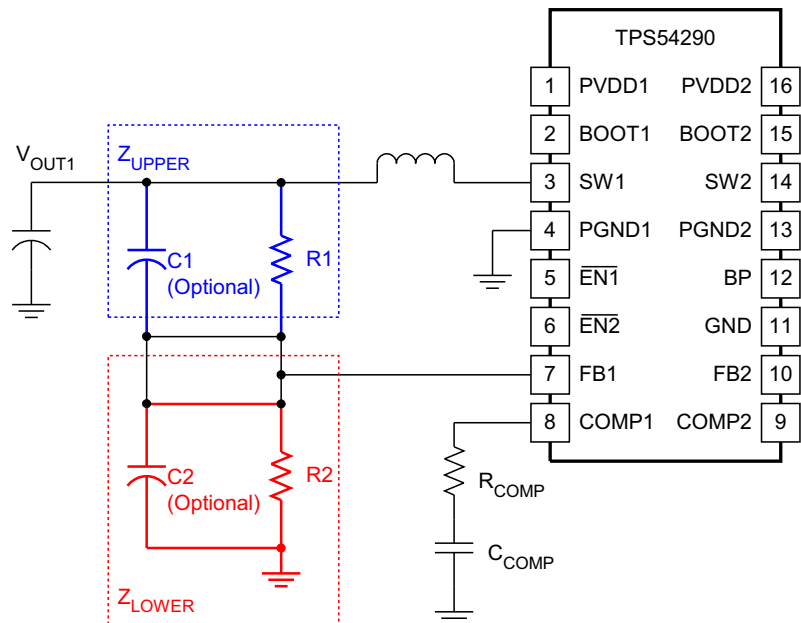 TPS54290
1 PVDD1 PVDD2 16
2 BOOT1 BOOT2 15
3 SW1 SW2 14
4 PGND1 PGND2 13
5 EN1 BP 12
6 EN2 GND 11
7 FB1 FB2 10
8 COMP1 COMP2 9
VOUT1
ZUPPER
C1
(Optional)
R1
C2
(Optional)
R2
ZLOWER
RCOMP
CCOMP